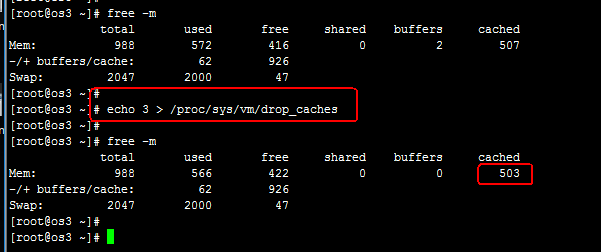 [root@os3 ~]# free -m
total used free shared buffers cached
Mem: 988 572 416 0 2 507
-/+ buffers/cache: 62 926
Swap: 2047 2000 47
[root@os3 ~]#
[root@os3 ~]# echo 3 > /proc/sys/vm/drop_caches
[root@os3 ~]#
[root@os3 ~]# free -m
total used free shared buffers cached
Mem: 988 566 422 0 0 503
-/+ buffers/cache: 62 926
Swap: 2047 2000 47
[root@os3 ~]#
[root@os3 ~]#